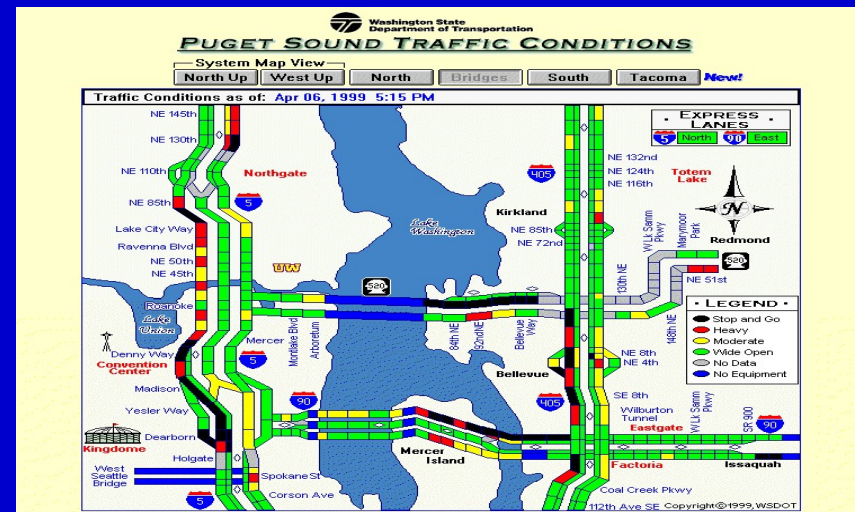 Washington State
Department of Transportation
PUGET SOUND TRAFFIC CONDITIONS
System Map View
North Up West Up North Bridges South Tacoma New!
Traffic Conditions as of: Apr 06, 1999 5:15 PM
EXPRESS
LANES
5 North 90 East
NE 145th
NE 130th
NE 110th
Northgate
NE 85th
5
Lake City Way
Ravenna Blvd
NE 50th
NE 45th
UW
Roanoke
Lake
Union
Mercer
Denny Way
Convention
Center
5
Madison
Yesler Way
Dearborn
Kingdome
Holgate
West
Seattle
Bridge
Spokane St
Corson Ave
5
Lake
Washington
520
Montlake Blvd
Arboretum
84th NE
92nd NE
Bellevue
Way
90
Mercer
Island
405
NE 132nd
NE 124th
NE 116th
Totem
Lake
Kirkland
NE 85th
NE 72nd
N
Redmond
W Lk Samm
Pkwy
Marymoor
Park
520
NE 51st
130th NE
148th NE
LEGEND
Stop and Go
Heavy
Moderate
Wide Open
No Data
No Equipment
NE 8th
NE 4th
Bellevue
405
SE 8th
Wilburton
Tunnel
Eastgate
W Lk Samm
Pkwy
SR 900
90
Factoria
Issaquah
Coal Creek Pkwy
112th Ave SE
Copyright©1999, WSDOT